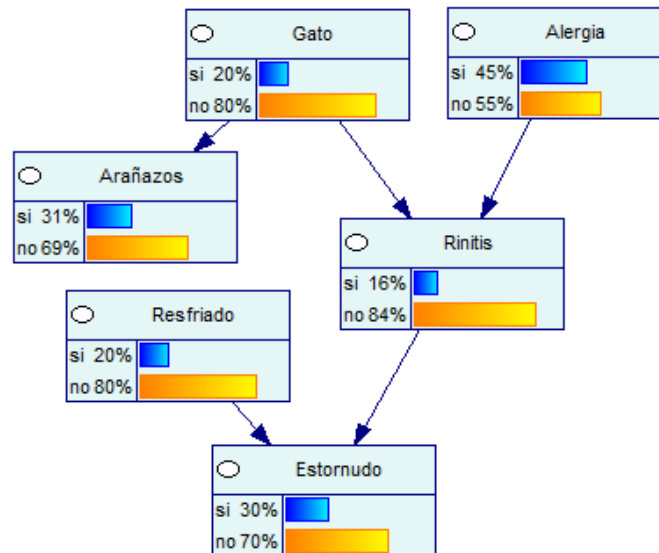 Gato
si 20%
no 80%
Alergia
si 45%
no 55%
Arañazos
si 31%
no 69%
Rinitis
si 16%
no 84%
Resfriado
si 20%
no 80%
Estornudo
si 30%
no 70%